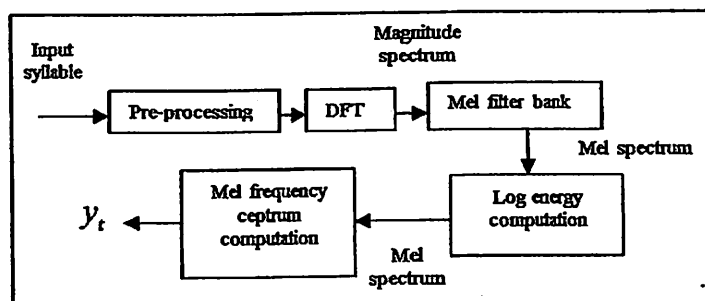 Magnitude
spectrum
Input
syllable
Pre-processing
DFT
Mel filter bank
Mel spectrum
Mel frequency
ceptrum
computation
Log energy
computation
y_t
Mel
spectrum